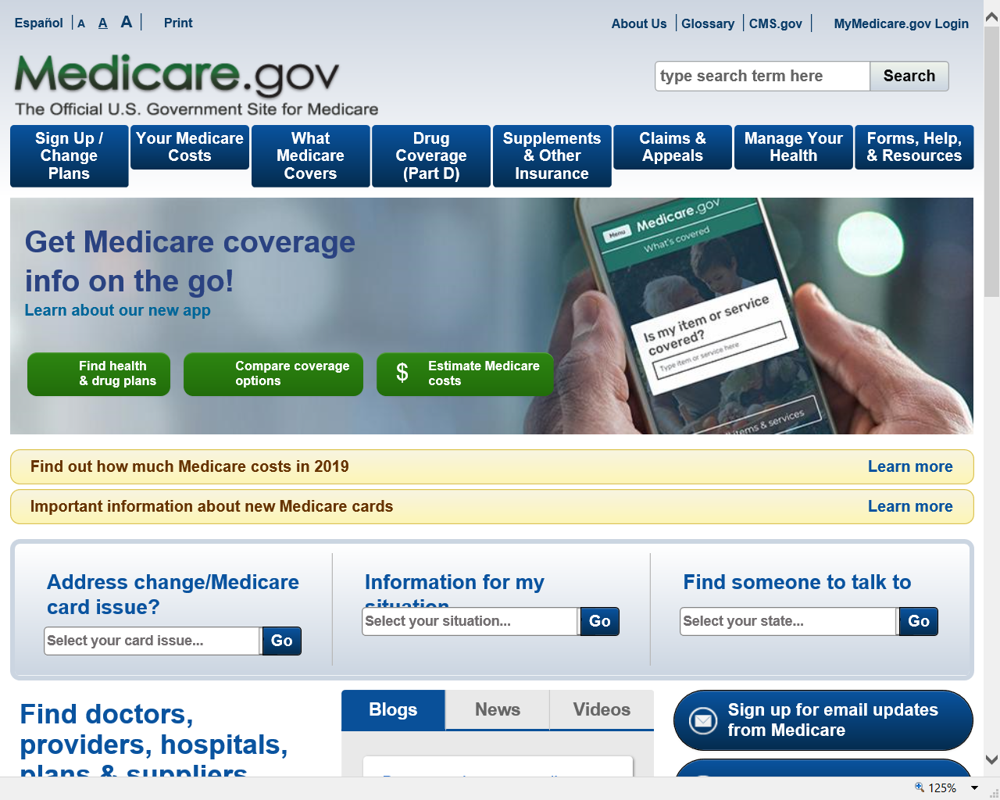 Español A A A Print
About Us Glossary CMS.gov MyMedicare.gov Login
Medicare.gov
The Official U.S. Government Site for Medicare
type search term here Search
Sign Up /
Change
Plans
Your Medicare
Costs
What
Medicare
Covers
Drug
Coverage
(Part D)
Supplements
& Other
Insurance
Claims &
Appeals
Manage Your
Health
Forms, Help,
& Resources
Get Medicare coverage
info on the go!
Learn about our new app
Find health
& drug plans
Compare coverage
options
$
Estimate Medicare
costs
Menu Medicare.gov
What's covered
Is my item or service
covered?
Type item or service here
items & services
Find out how much Medicare costs in 2019 Learn more
Important information about new Medicare cards Learn more
Address change/Medicare
card issue?
Select your card issue... Go
Information for my
situation
Select your situation... Go
Find someone to talk to
Select your state... Go
Find doctors,
providers, hospitals,
plans & suppliers
Blogs News Videos
Sign up for email updates
from Medicare
125%